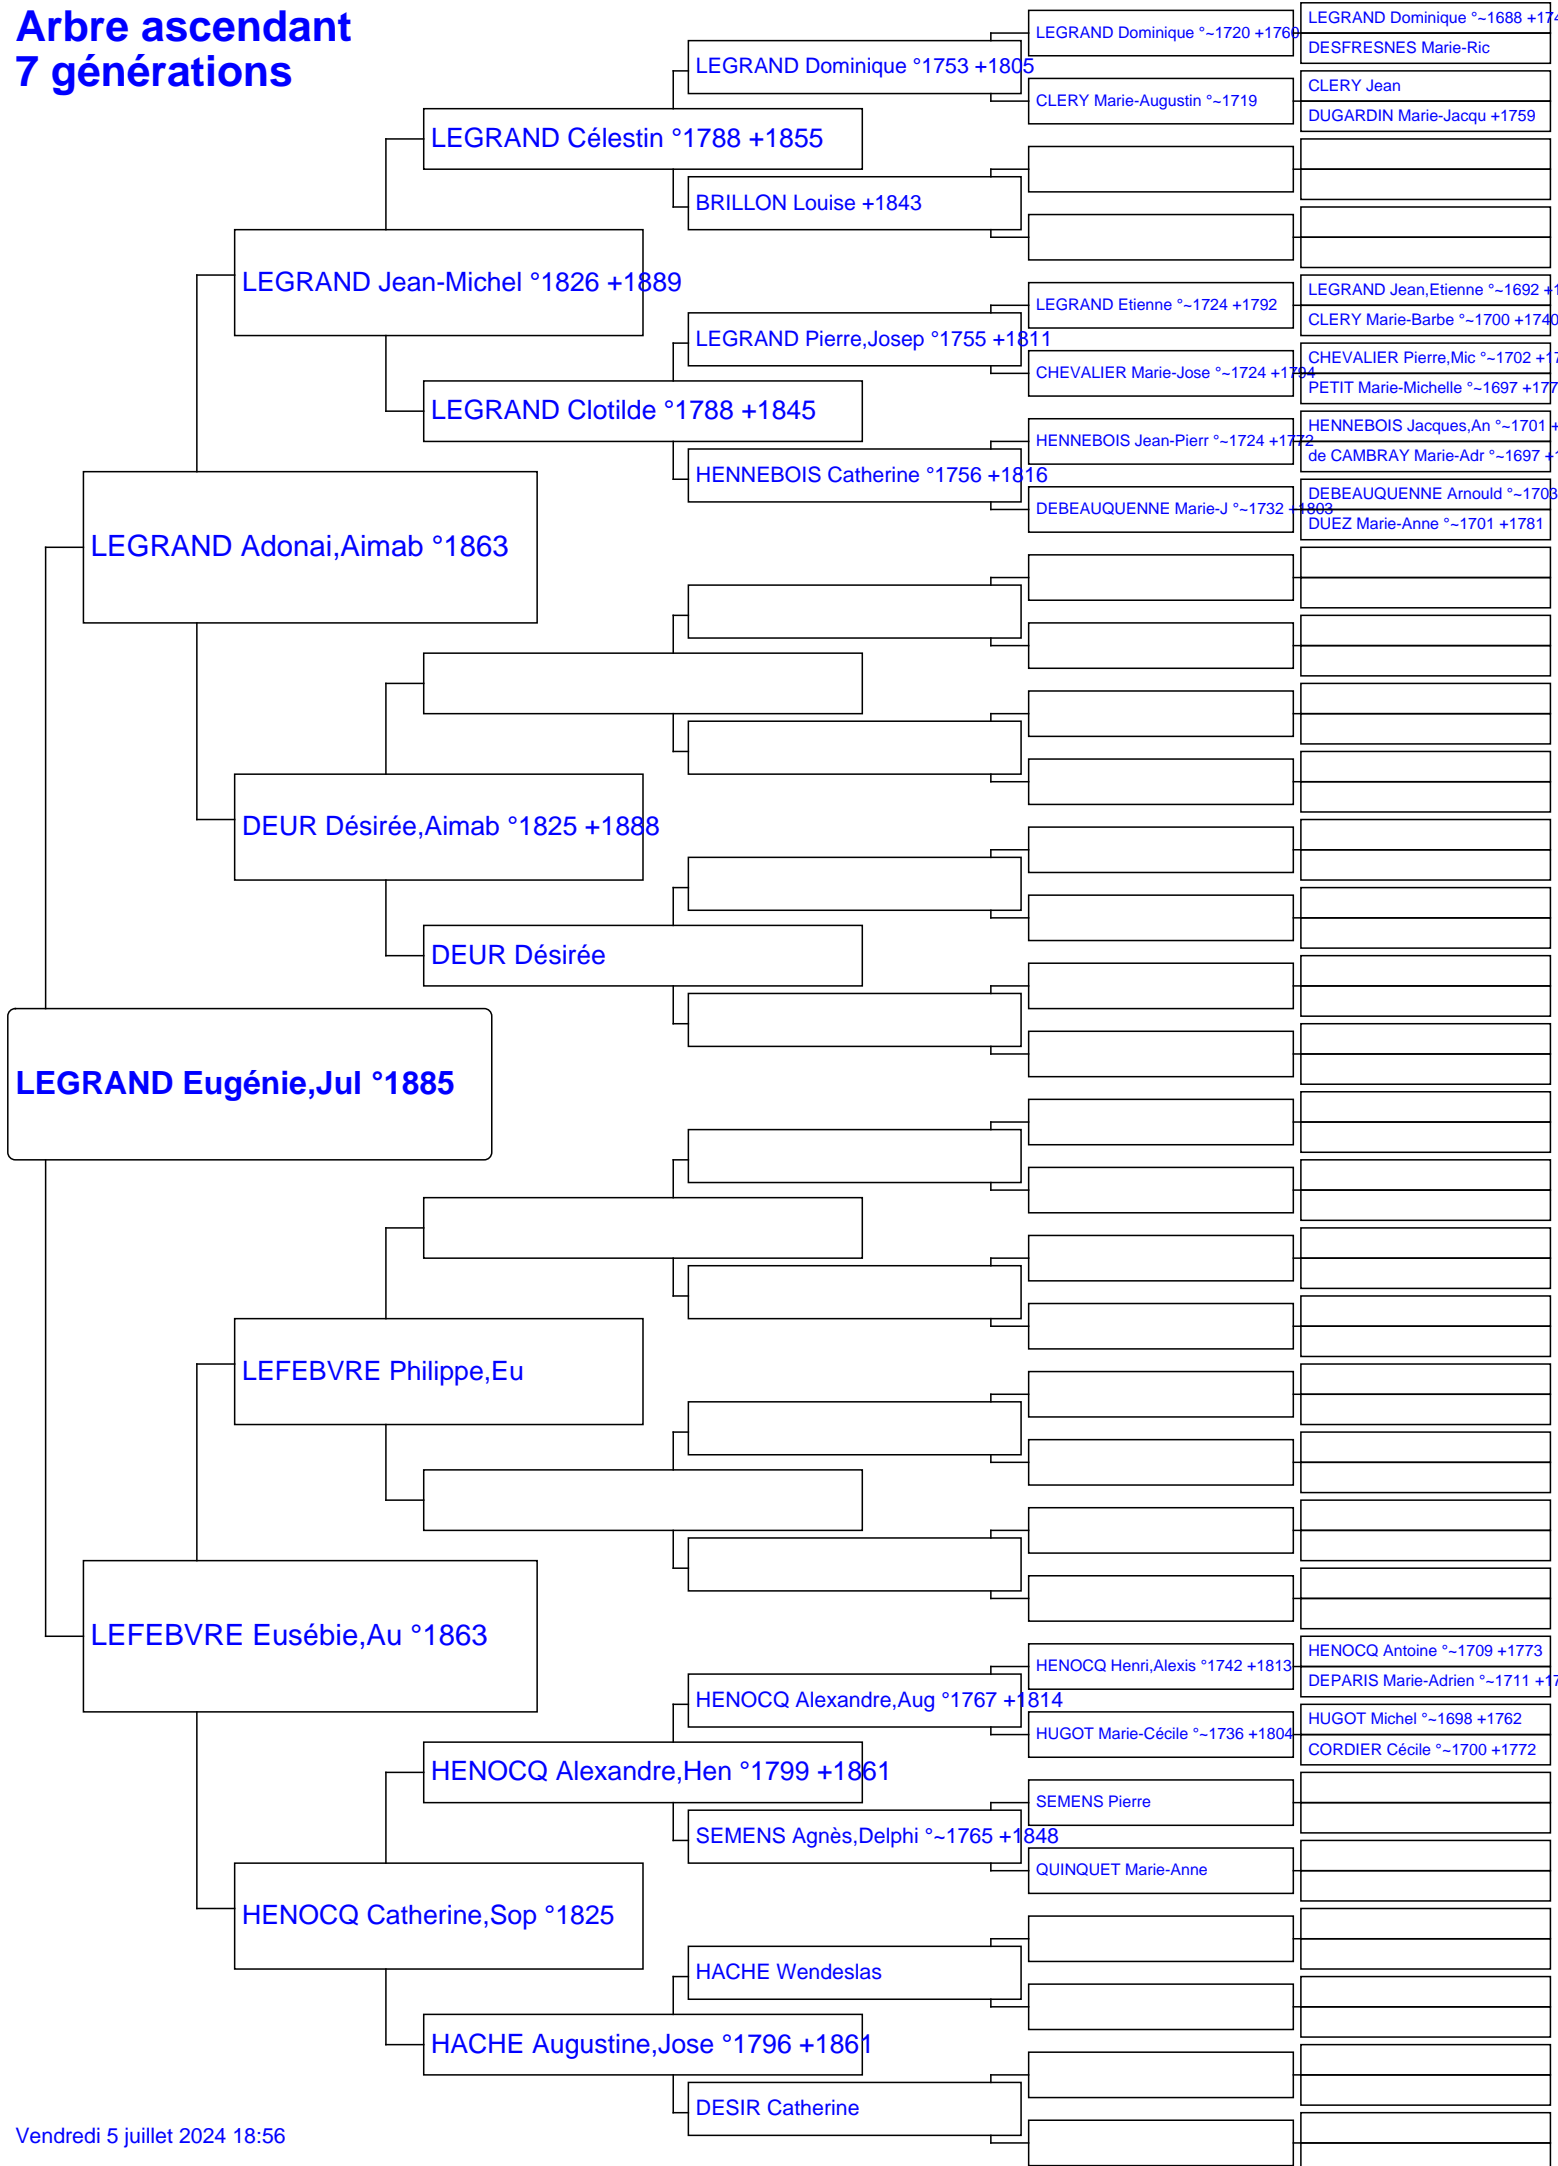 Arbre ascendant
7 générations
LEGRAND Eugénie,Jul °1885
LEGRAND Adonai,Aimab °1863
LEFEBVRE Eusébie,Au °1863
LEGRAND Jean-Michel °1826 +1889
DEUR Désirée,Aimab °1825 +1888
LEFEBVRE Philippe,Eu
HENOCQ Catherine,Sop °1825
LEGRAND Célestin °1788 +1855
LEGRAND Clotilde °1788 +1845
DEUR Désirée
HENOCQ Alexandre,Hen °1799 +1861
HACHE Augustine,Jose °1796 +1861
LEGRAND Dominique °1753 +1805
BRILLON Louise +1843
LEGRAND Pierre,Josep °1755 +1811
HENNEBOIS Catherine °1756 +1816
HENOCQ Alexandre,Aug °1767 +1814
SEMENS Agnès,Delphi °~1765 +1848
HACHE Wendeslas
DESIR Catherine
LEGRAND Dominique °~1720 +1760
CLERY Marie-Augustin °~1719
LEGRAND Etienne °~1724 +1792
CHEVALIER Marie-Jose °~1724 +1794
HENNEBOIS Jean-Pierr °~1724 +1772
DEBEAUQUENNE Marie-J °~1732 +1803
HENOCQ Henri,Alexis °1742 +1813
HUGOT Marie-Cécile °~1736 +1804
SEMENS Pierre
QUINQUET Marie-Anne
LEGRAND Dominique °~1688 +174
DESFRESNES Marie-Ric
CLERY Jean
DUGARDIN Marie-Jacqu +1759
LEGRAND Jean,Etienne °~1692 +1
CLERY Marie-Barbe °~1700 +1740
CHEVALIER Pierre,Mic °~1702 +17
PETIT Marie-Michelle °~1697 +177
HENNEBOIS Jacques,An °~1701 +
de CAMBRAY Marie-Adr °~1697 +1
DEBEAUQUENNE Arnould °~1703
DUEZ Marie-Anne °~1701 +1781
HENOCQ Antoine °~1709 +1773
DEPARIS Marie-Adrien °~1711 +17
HUGOT Michel °~1698 +1762
CORDIER Cécile °~1700 +1772
Vendredi 5 juillet 2024 18:56